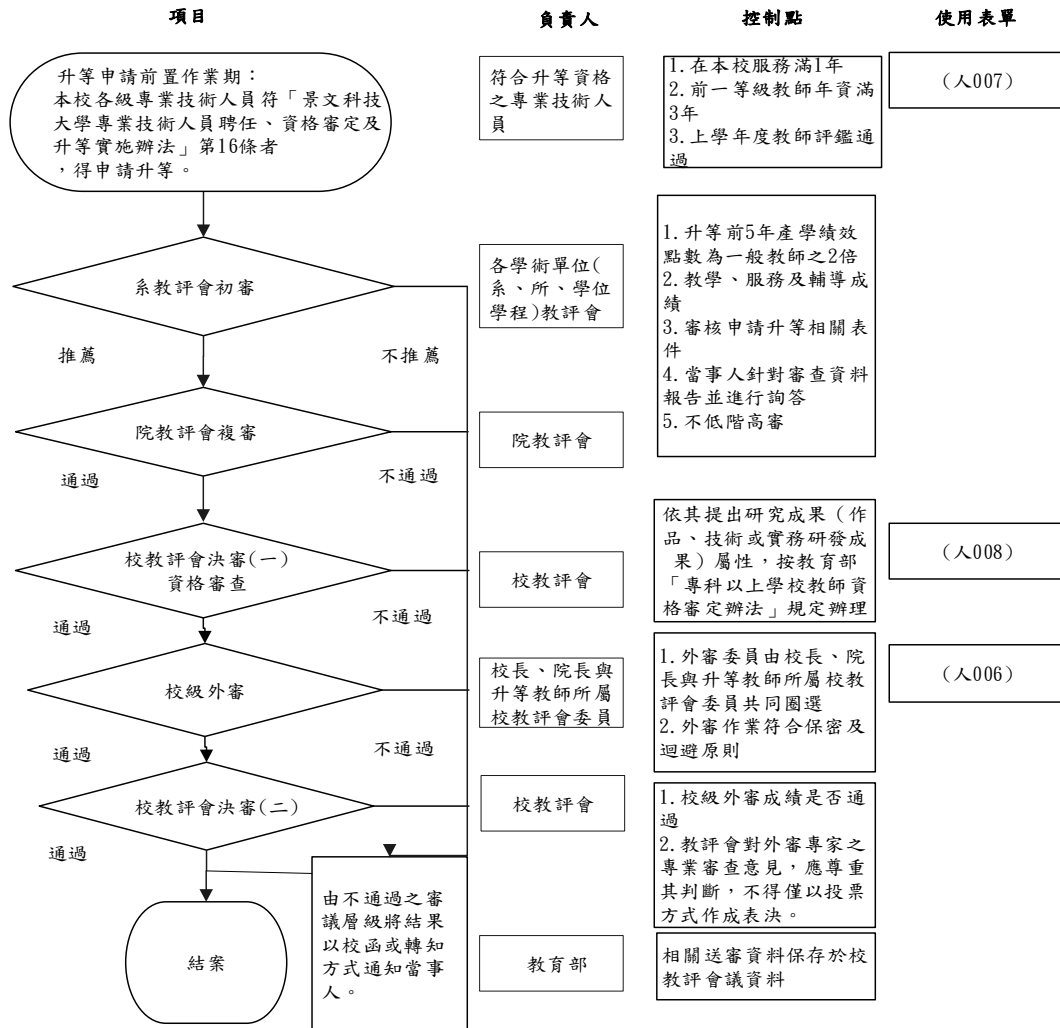 項目
負責人
控制點
使用表單
升等申請前置作業期：
本校各級專業技術人員符「景文科技
大學專業技術人員聘任、資格審定及
升等實施辦法」第16條者
，得申請升等。
符合升等資格
之專業技術人
員
1.在本校服務滿1年
2.前一等級教師年資滿
3年
3.上學年度教師評鑑通
過
(人007)
系教評會初審
推薦
不推薦
各學術單位(
系、所、學位
學程)教評會
1.升等前5年產學績效
點數為一般教師之2倍
2.教學、服務及輔導成
績
3.審核申請升等相關表
件
4.當事人針對審查資料
報告並進行詢答
5.不低階高審
院教評會複審
通過
不通過
院教評會
校教評會決審(一)
資格審查
通過
不通過
校教評會
依其提出研究成果（作
品、技術或實務研發成
果）屬性，按教育部
「專科以上學校教師資
格審定辦法」規定辦理
(人008)
校級外審
通過
不通過
校長、院長與
升等教師所屬
校教評會委員
1.外審委員由校長、院
長與升等教師所屬校教
評會委員共同圈選
2.外審作業符合保密及
迴避原則
(人006)
校教評會決審(二)
通過
校教評會
1.校級外審成績是否通
過
2.教評會對外審專家之
專業審查意見，應尊重
其判斷，不得僅以投票
方式作成表決。
由不通過之審
議層級將結果
以校函或轉知
方式通知當事
人。
結案
教育部
相關送審資料保存於校
教評會議資料